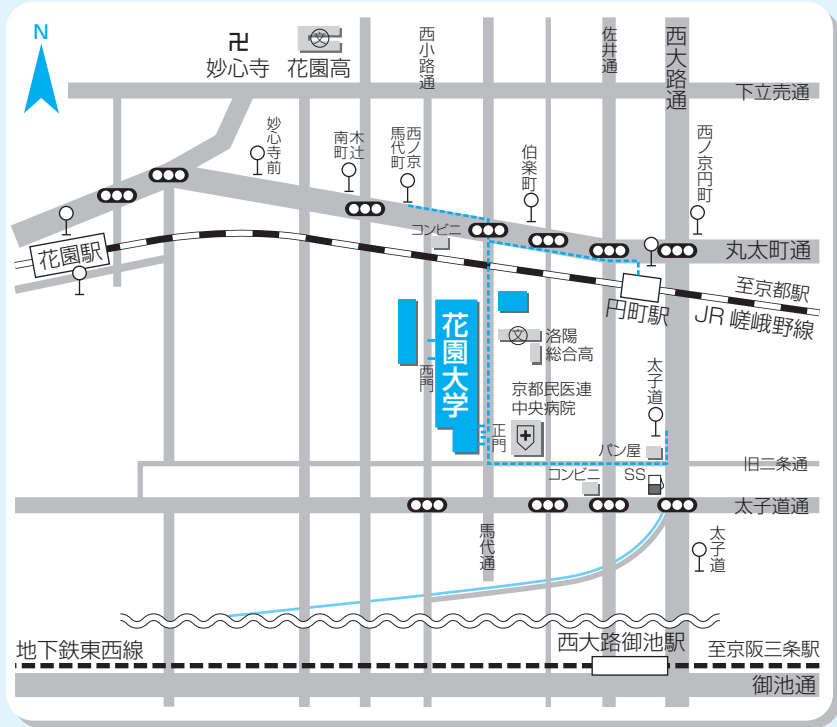 N
卍
妙心寺
文
花園高
西小路通
佐井通
西大路通
下立売通
妙心寺前
木辻
南町
西ノ京
馬代町
伯楽町
西ノ京円町
コンビニ
丸太町通
花園駅
円町駅
至京都駅
JR 嵯峨野線
花園大学
西門
文
洛陽
総合高
太子道
京都民医連
中央病院
正門
パン屋
旧二条通
コンビニ
SS
太子道通
馬代通
太子道
地下鉄東西線
西大路御池駅
至京阪三条駅
御池通